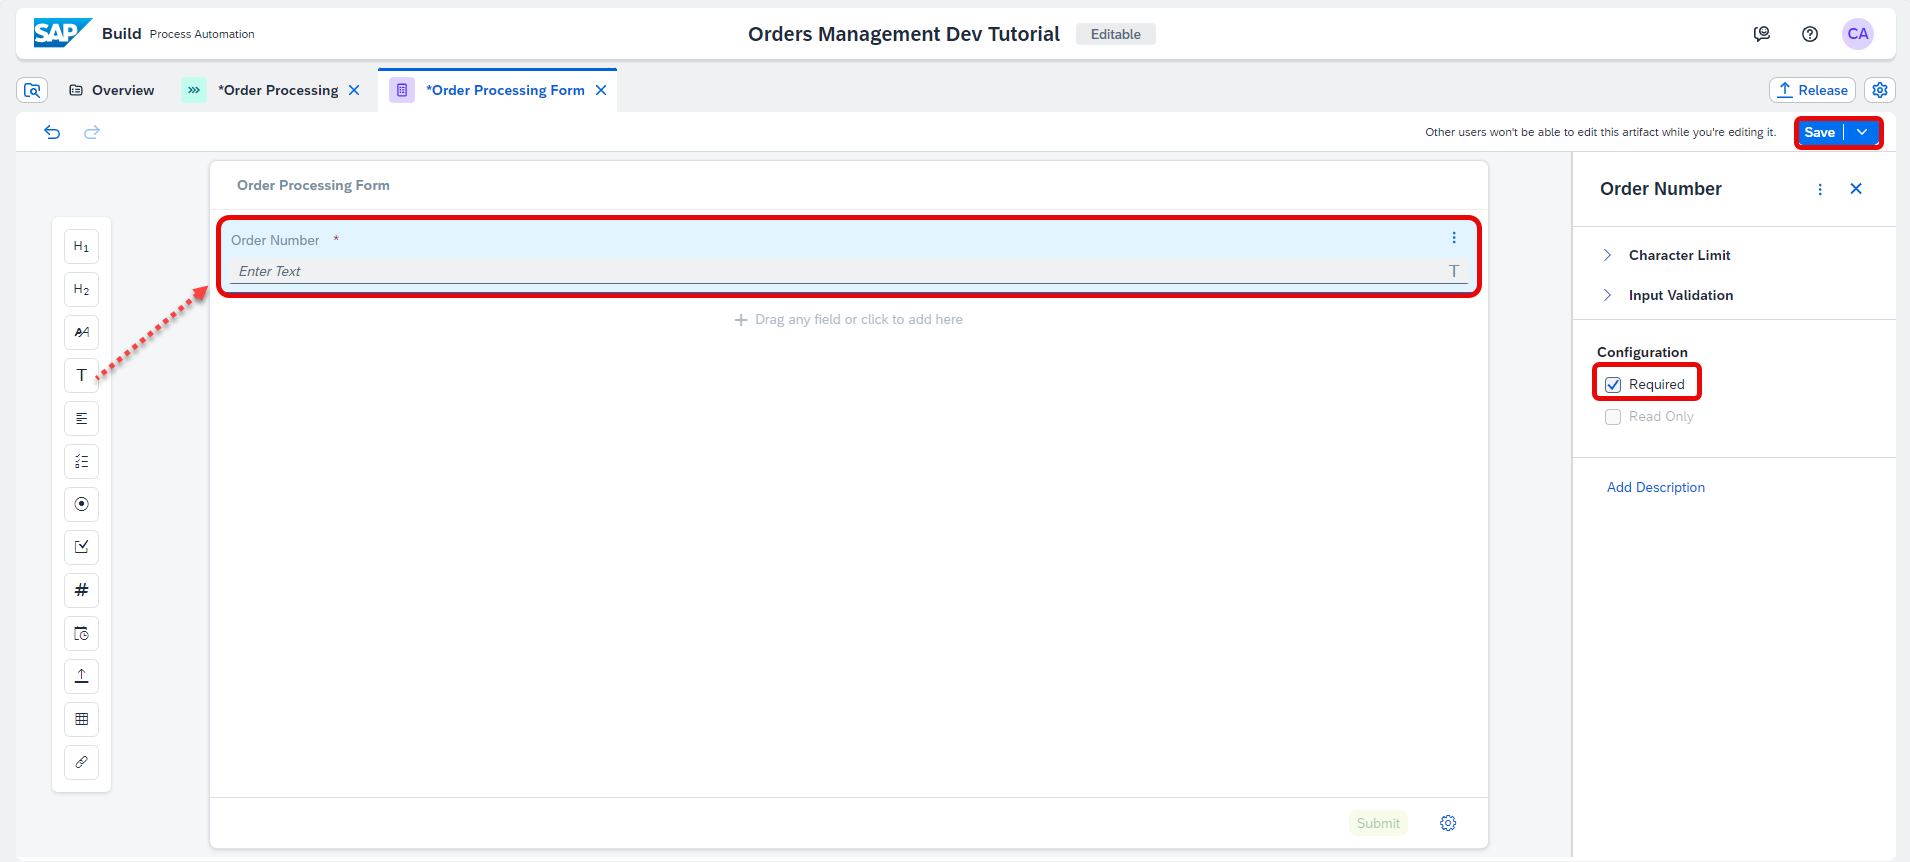 SAP Build Process Automation
Orders Management Dev Tutorial Editable
CA
Overview
*Order Processing
*Order Processing Form
Release
Other users won't be able to edit this artifact while you're editing it.
Save
Order Processing Form
Order Number *
Enter Text
T
Drag any field or click to add here
H1
H2
AA
T
#
Submit
Order Number
Character Limit
Input Validation
Configuration
Required
Read Only
Add Description